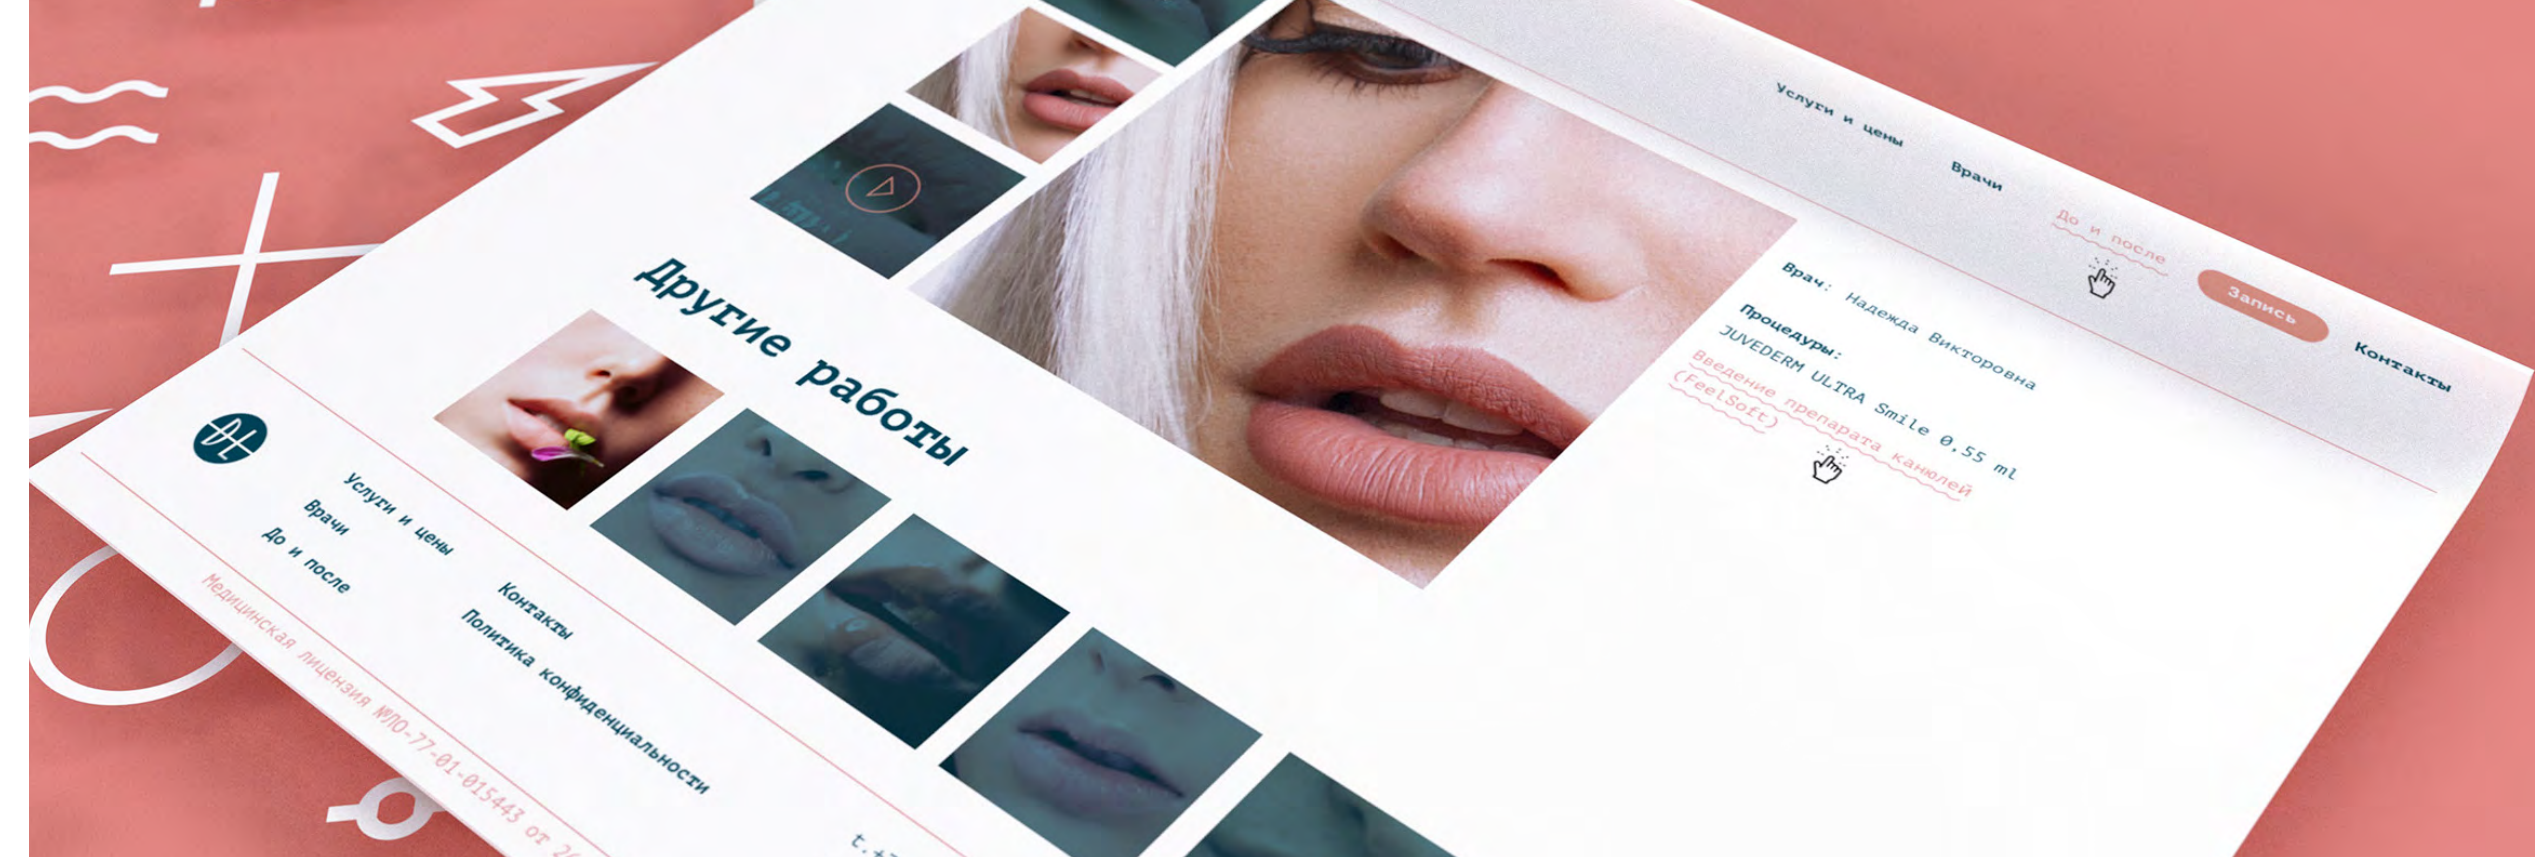 Услуги и цены
Врачи
До и после
Запись
Контакты
Врач: Надежда Викторовна
Процедуры:
JUVEDERM ULTRA Smile 0,55 ml
Введение препарата канюлей
(FeelSoft)
Другие работы
DL
Услуги и цены
Врачи
До и после
Контакты
Политика конфиденциальности
Медицинская лицензия №ЛО-77-01-015443 от
t.+7